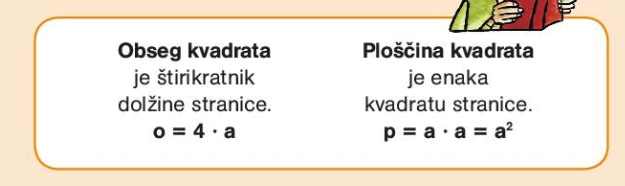 Obseg kvadrata
je štirikratnik
dolžine stranice.
o = 4 · a
Ploščina kvadrata
je enaka
kvadratu stranice.
p = a · a = a²